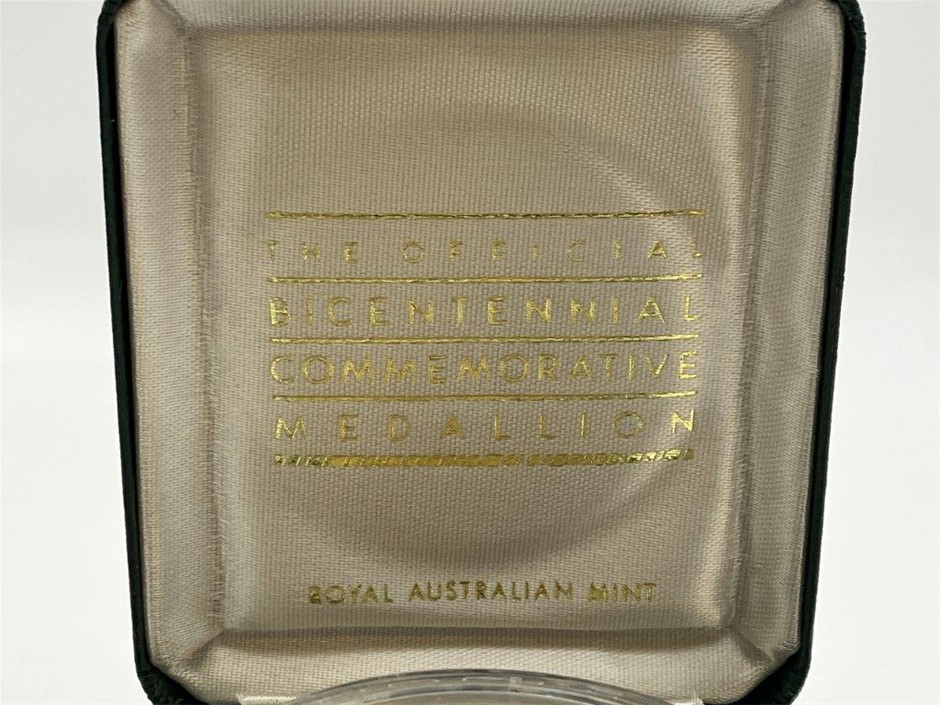 THE OFFICIAL
BICENTENNIAL
COMMEMORATIVE
MEDALLION
ROYAL AUSTRALIAN MINT